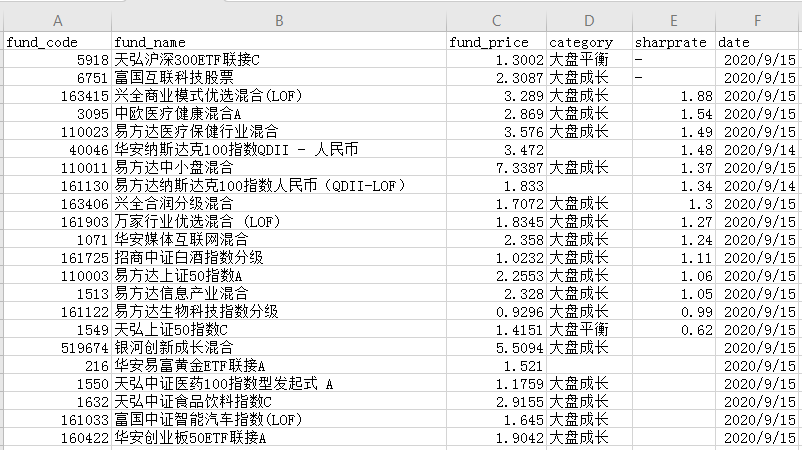 A B C D E F
fund_code fund_name fund_price category sharprate date
5918 天弘沪深300ETF联接C 1.3002 大盘平衡 - 2020/9/15
6751 富国互联科技股票 2.3087 大盘成长 - 2020/9/15
163415 兴全商业模式优选混合(LOF) 3.289 大盘成长 1.88 2020/9/15
3095 中欧医疗健康混合A 2.869 大盘成长 1.54 2020/9/15
110023 易方达医疗保健行业混合 3.576 大盘成长 1.49 2020/9/15
40046 华安纳斯达克100指数QDII - 人民币 3.472 1.48 2020/9/14
110011 易方达中小盘混合 7.3387 大盘成长 1.37 2020/9/15
161130 易方达纳斯达克100指数人民币（QDII-LOF） 1.833 1.34 2020/9/14
163406 兴全合润分级混合 1.7072 大盘成长 1.3 2020/9/15
161903 万家行业优选混合 (LOF) 1.8345 大盘成长 1.27 2020/9/15
1071 华安媒体互联网混合 2.358 大盘成长 1.24 2020/9/15
161725 招商中证白酒指数分级 1.0232 大盘成长 1.11 2020/9/15
110003 易方达上证50指数A 2.2553 大盘成长 1.06 2020/9/15
1513 易方达信息产业混合 2.328 大盘成长 1.05 2020/9/15
161122 易方达生物科技指数分级 0.9296 大盘成长 0.99 2020/9/15
1549 天弘上证50指数C 1.4151 大盘平衡 0.62 2020/9/15
519674 银河创新成长混合 5.5094 大盘成长 2020/9/15
216 华安易富黄金ETF联接A 1.521 2020/9/15
1550 天弘中证医药100指数型发起式 A 1.1759 大盘成长 2020/9/15
1632 天弘中证食品饮料指数C 2.9155 大盘成长 2020/9/15
161033 富国中证智能汽车指数(LOF) 1.645 大盘成长 2020/9/15
160422 华安创业板50ETF联接A 1.9042 大盘成长 2020/9/15